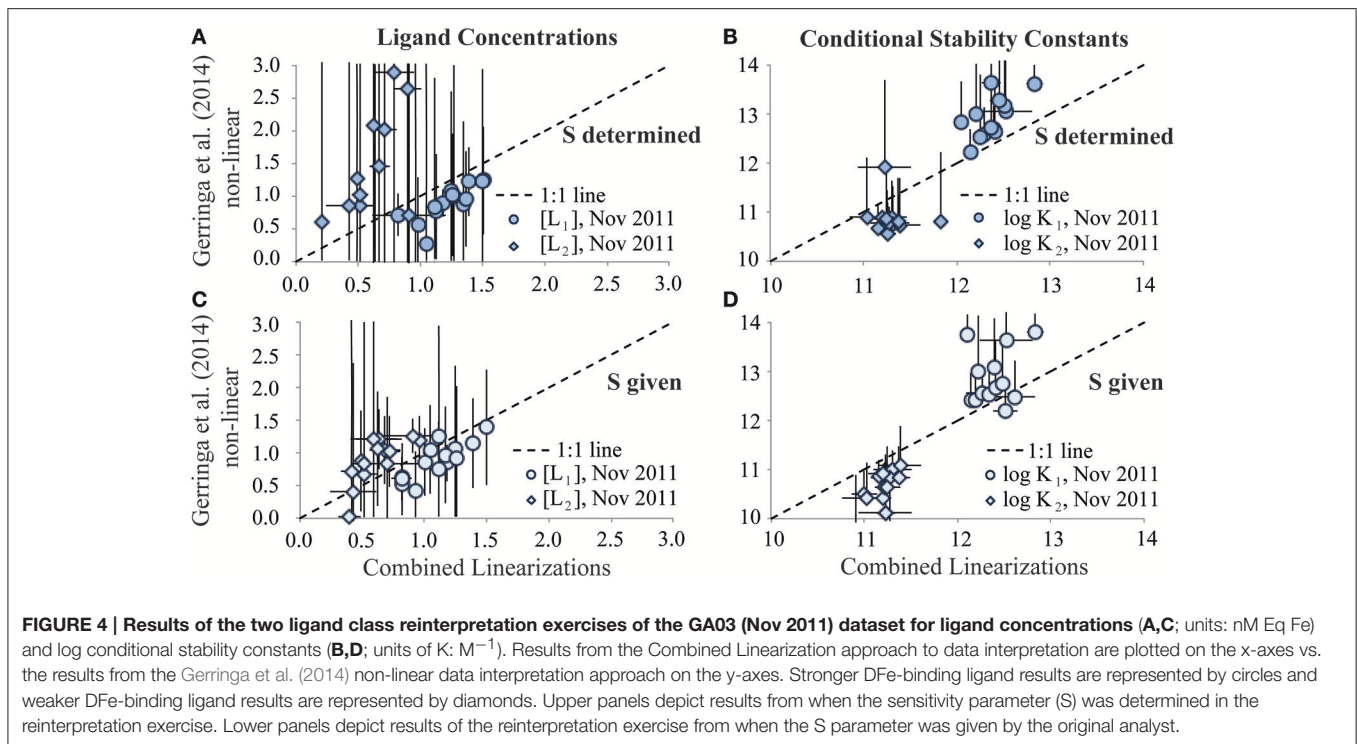 A
Ligand Concentrations
B
Conditional Stability Constants
Gerringa et al. (2014)
non-linear
3.0
2.5
2.0
1.5
1.0
0.5
0.0
S determined
1:1 line
[L₁], Nov 2011
[L₂], Nov 2011
0.0 0.5 1.0 1.5 2.0 2.5 3.0
14
13
12
11
10
S determined
1:1 line
log K₁, Nov 2011
log K₂, Nov 2011
10 11 12 13 14
C
Gerringa et al. (2014)
non-linear
3.0
2.5
2.0
1.5
1.0
0.5
0.0
S given
1:1 line
[L₁], Nov 2011
[L₂], Nov 2011
0.0 0.5 1.0 1.5 2.0 2.5 3.0
Combined Linearizations
D
14
13
12
11
10
S given
1:1 line
log K₁, Nov 2011
log K₂, Nov 2011
10 11 12 13 14
Combined Linearizations
FIGURE 4 | Results of the two ligand class reinterpretation exercises of the GA03 (Nov 2011) dataset for ligand concentrations (A,C; units: nM Eq Fe)
and log conditional stability constants (B,D; units of K: M⁻¹). Results from the Combined Linearization approach to data interpretation are plotted on the x-axes vs.
the results from the Gerringa et al. (2014) non-linear data interpretation approach on the y-axes. Stronger DFe-binding ligand results are represented by circles and
weaker DFe-binding ligand results are represented by diamonds. Upper panels depict results from when the sensitivity parameter (S) was determined in the
reinterpretation exercise. Lower panels depict results of the reinterpretation exercise from when the S parameter was given by the original analyst.